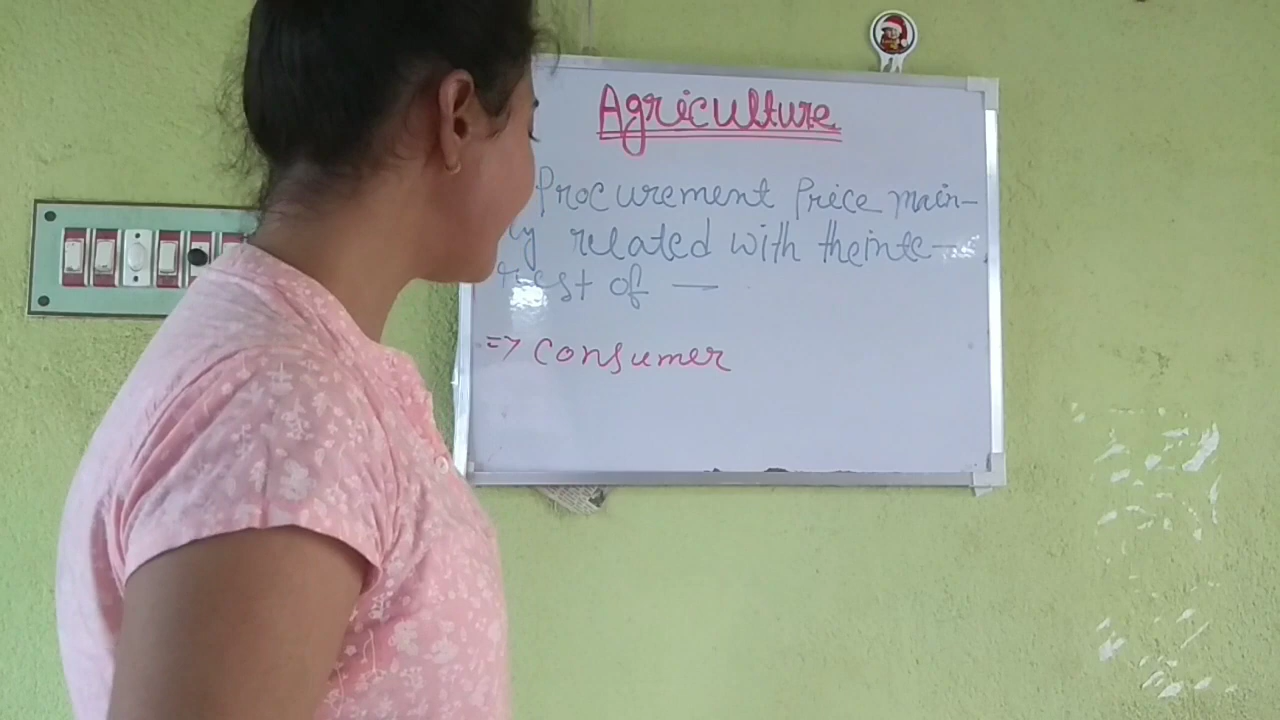 Agriculture
Procurement Price main-
ly related with the inte-
rest of —
=> consumer